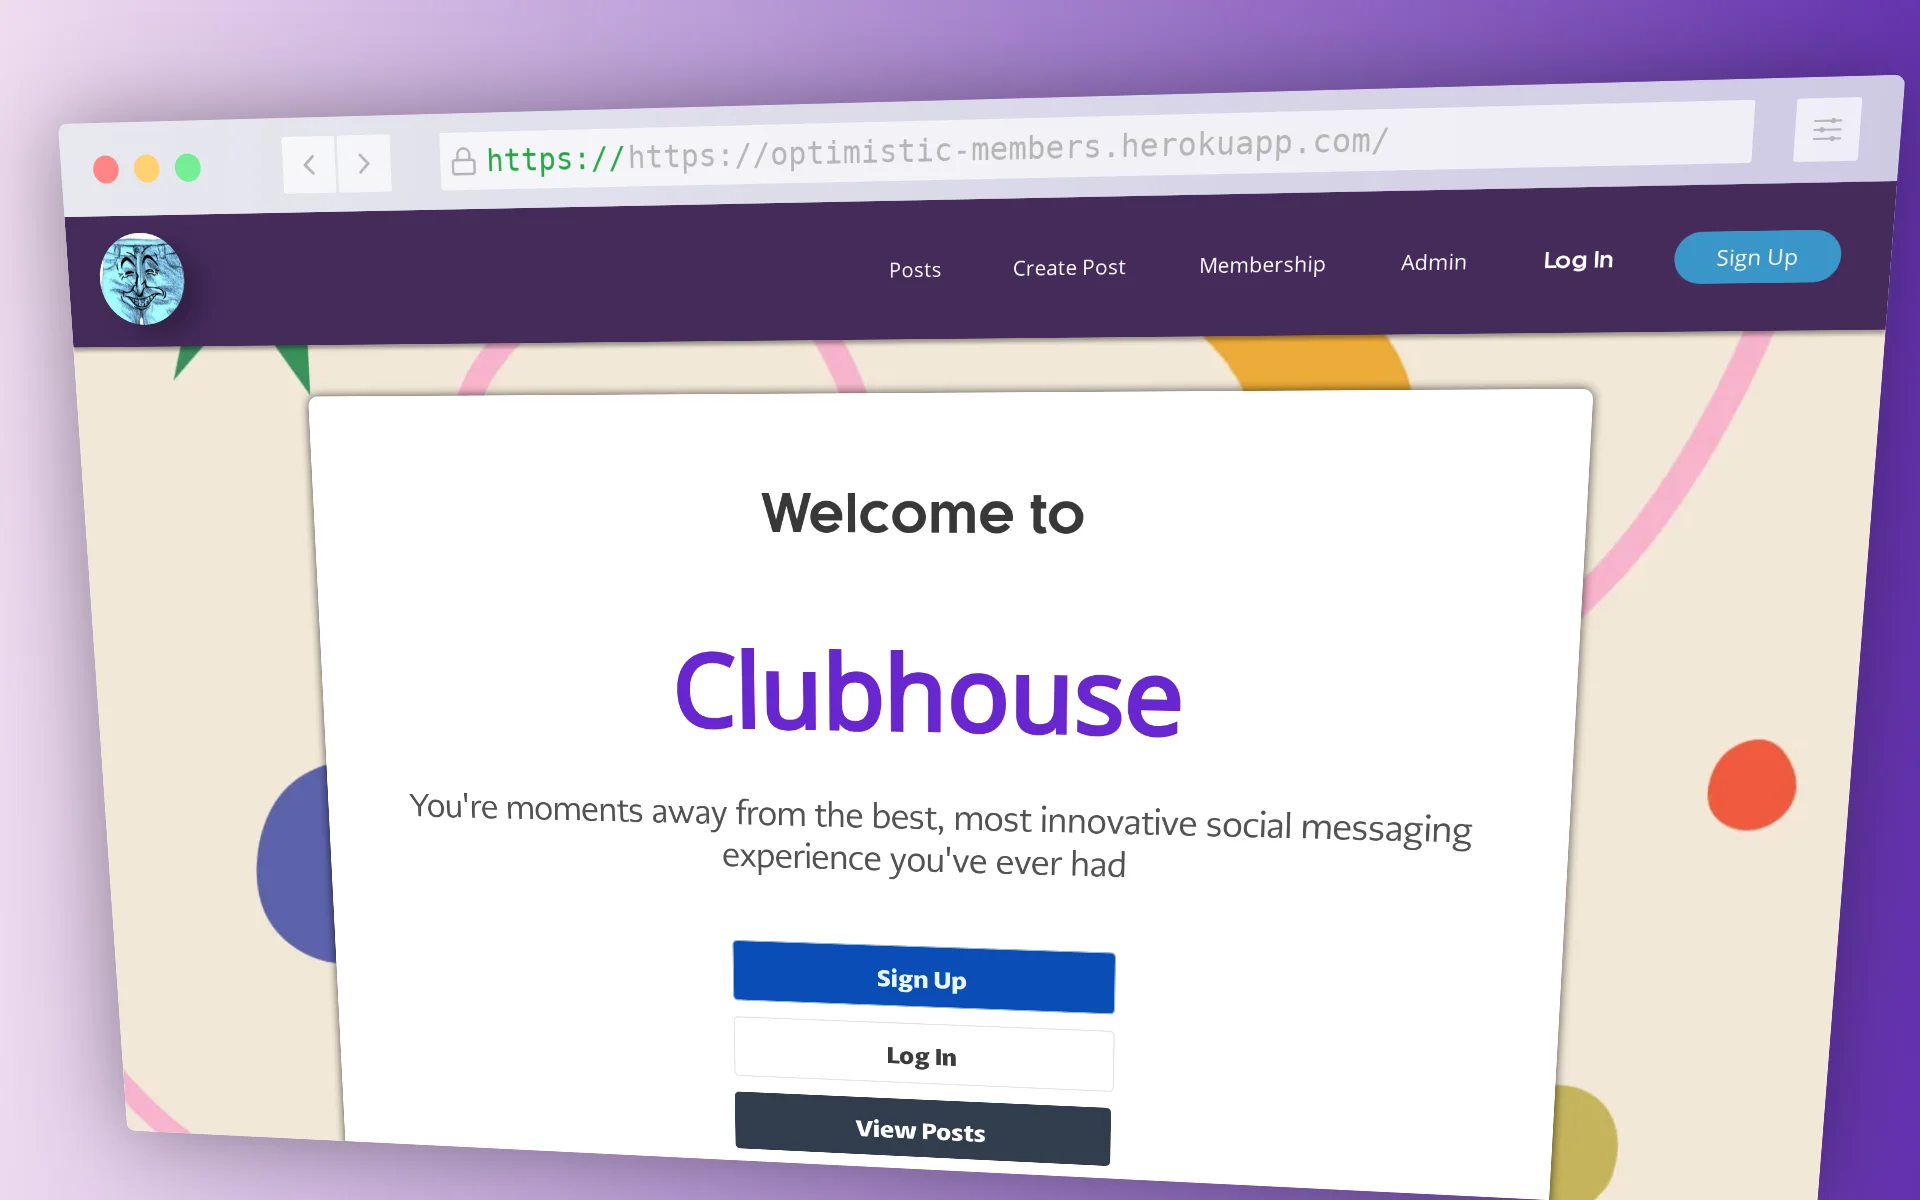 https://https://optimistic-members.herokuapp.com/
Posts
Create Post
Membership
Admin
Log In
Sign Up
Welcome to
Clubhouse
You're moments away from the best, most innovative social messaging
experience you've ever had
Sign Up
Log In
View Posts